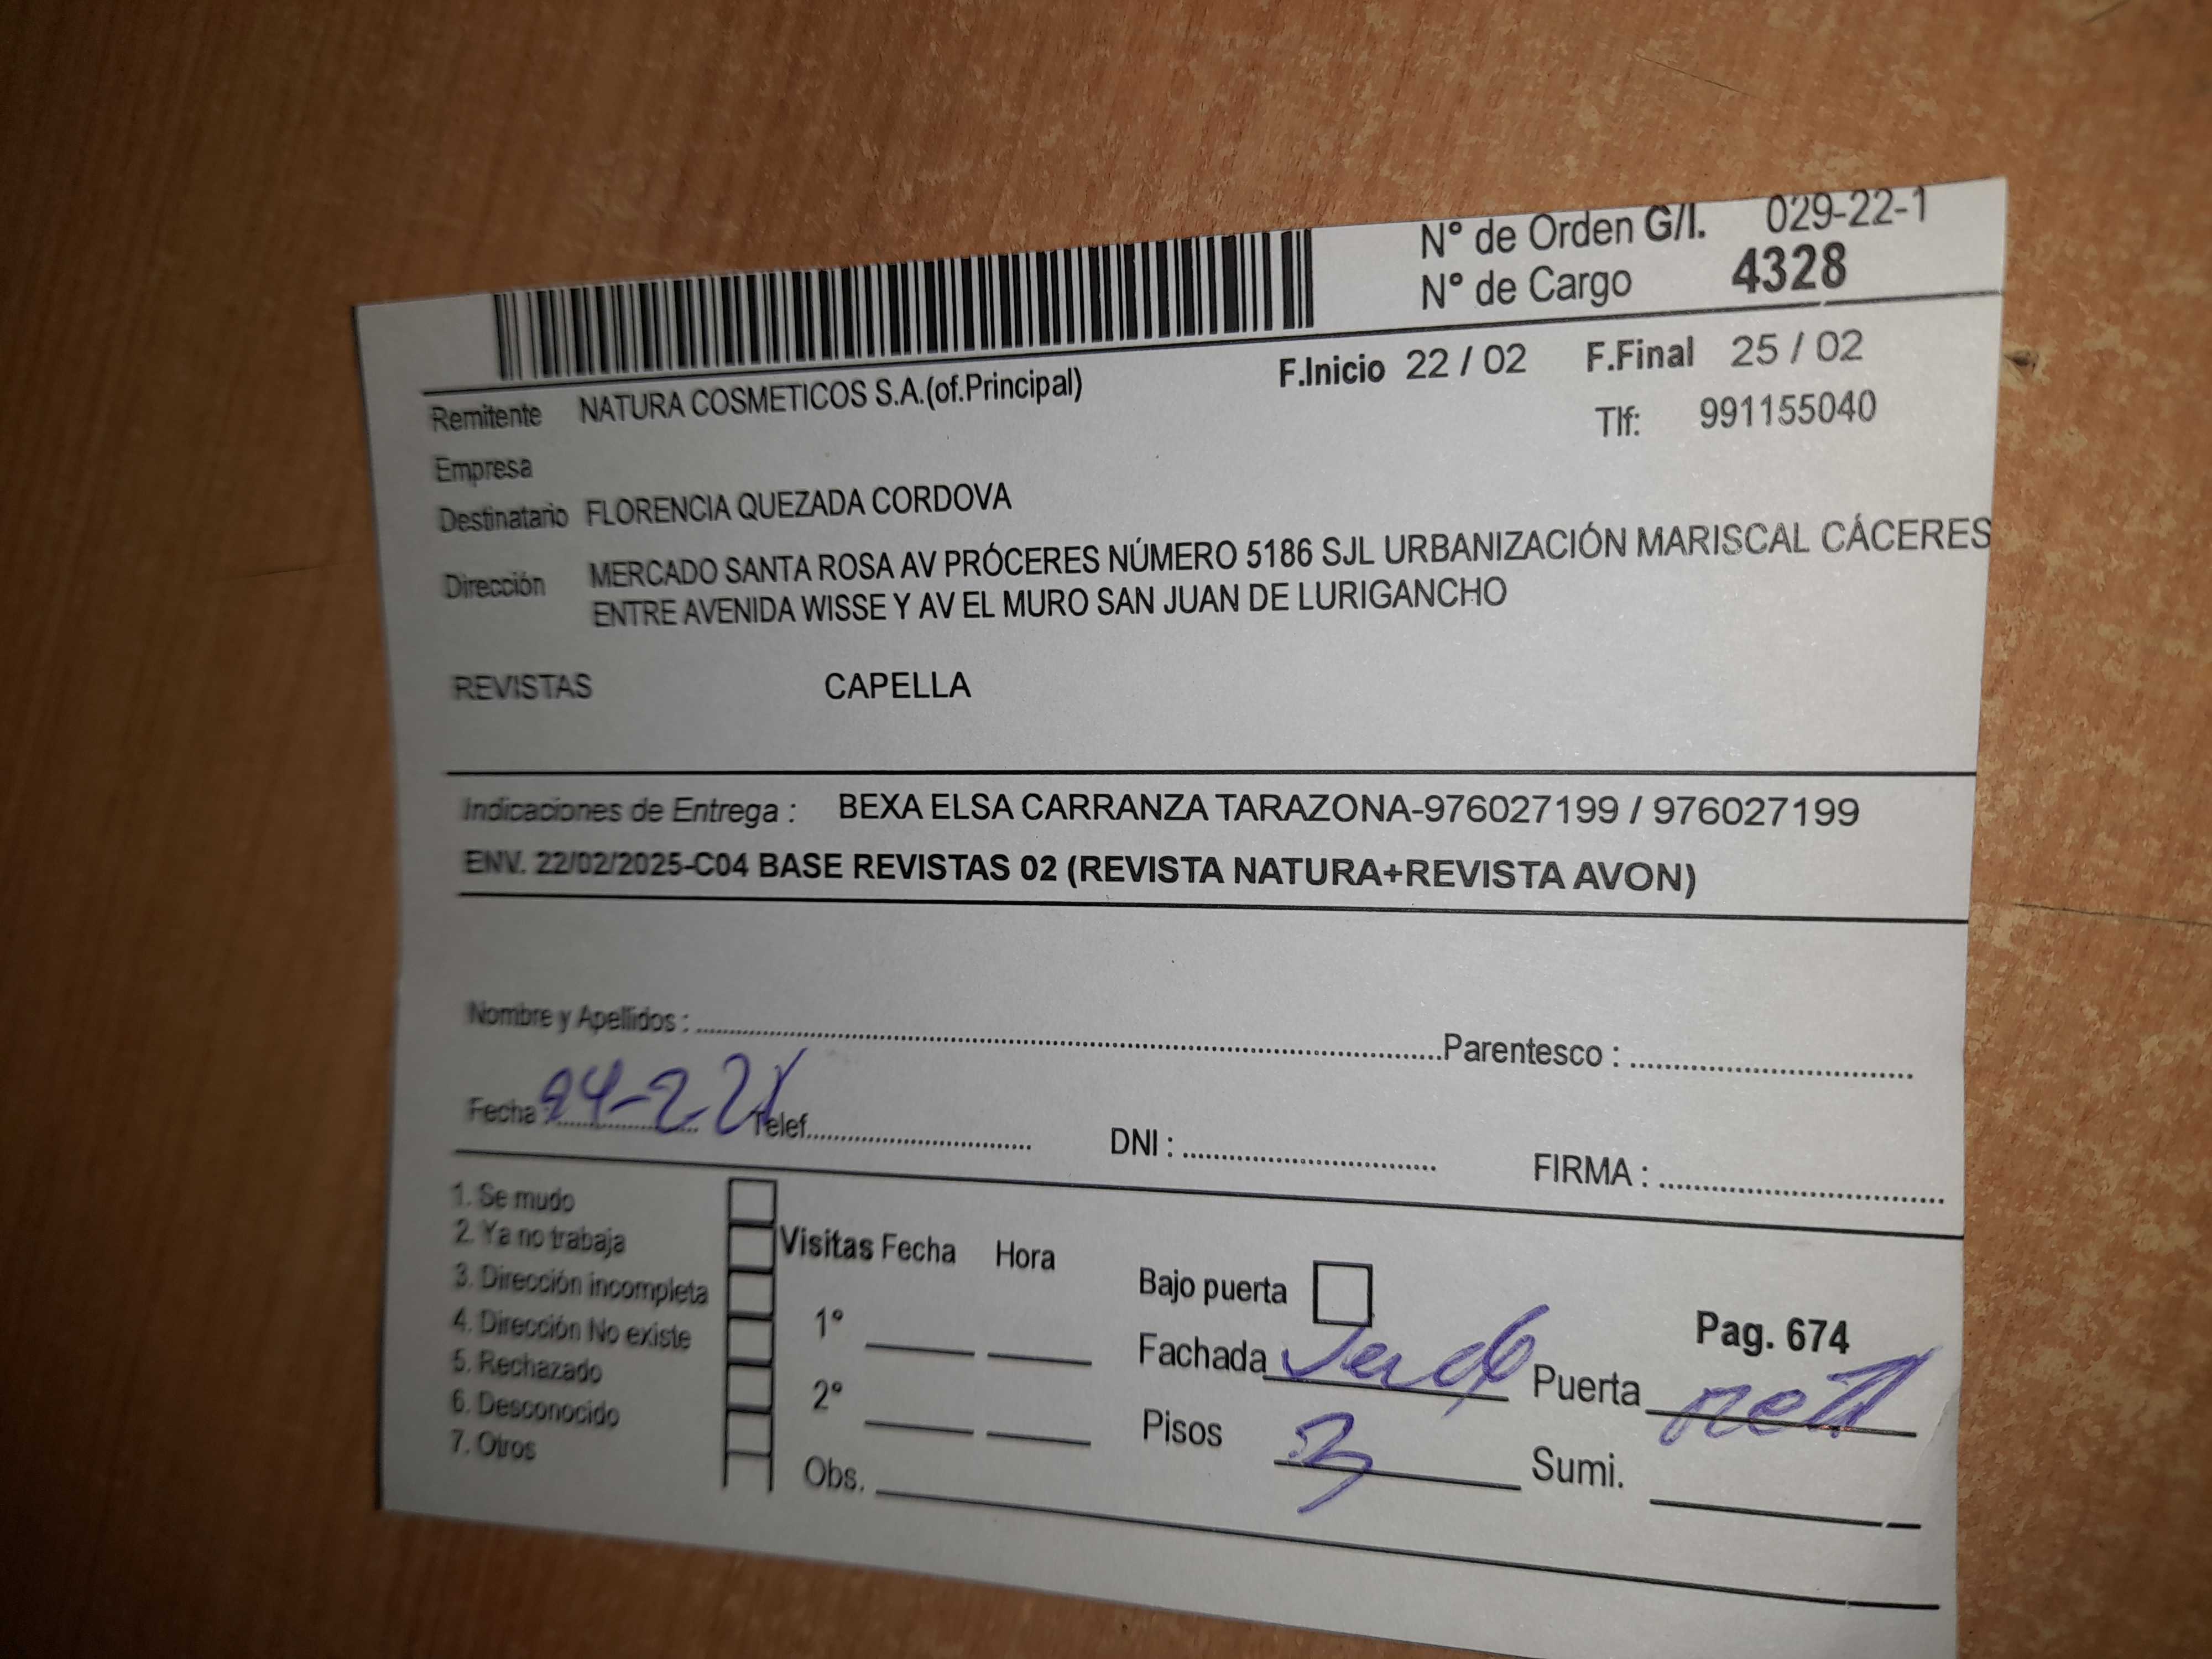 N° de Orden G/I. 029-22-1
N° de Cargo 4328
F.Inicio 22 / 02 F.Final 25 / 02
Remitente NATURA COSMETICOS S.A.(of.Principal)
Tlf: 991155040
Empresa
Destinatario FLORENCIA QUEZADA CORDOVA
Dirección MERCADO SANTA ROSA AV PRÓCERES NÚMERO 5186 SJL URBANIZACIÓN MARISCAL CÁCERES
ENTRE AVENIDA WISSE Y AV EL MURO SAN JUAN DE LURIGANCHO
REVISTAS CAPELLA
Indicaciones de Entrega : BEXA ELSA CARRANZA TARAZONA-976027199 / 976027199
ENV. 22/02/2025-C04 BASE REVISTAS 02 (REVISTA NATURA+REVISTA AVON)
Nombre y Apellidos : Parentesco :
Fecha : Telef. DNI : FIRMA :
1. Se mudo
2. Ya no trabaja
3. Dirección incompleta
4. Dirección No existe
5. Rechazado
6. Desconocido
7. Otros
Visitas Fecha Hora
1°
2°
Obs.
Bajo puerta
Pag. 674
Fachada Puerta
Pisos 3 Sumi.